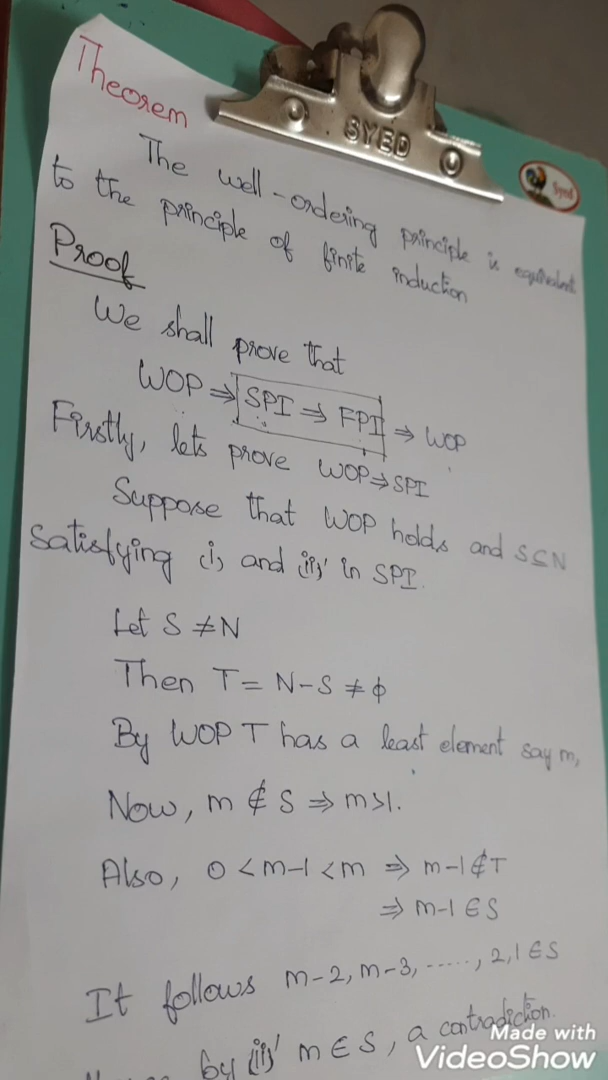 SYED
Syed
Theorem
The well-ordering principle is equivalent
to the principle of finite induction
Proof
We shall prove that
WOP ⇒ SPI ⇒ FPI ⇒ WOP
Firstly, lets prove WOP⇒SPI
Suppose that WOP holds and S⊆N
satisfying (i) and (ii)' in SPI.
Let S ≠ N
Then T = N-S ≠ ϕ
By WOP T has a least element say m,
Now, m ∉ S ⇒ m>1.
Also, 0 < m-1 < m ⇒ m-1 ∉ T
⇒ m-1 ∈ S
It follows m-2, m-3, ....., 2,1 ∈ S
by (ii)' m ∈ S, a contradiction.
Made with
VideoShow